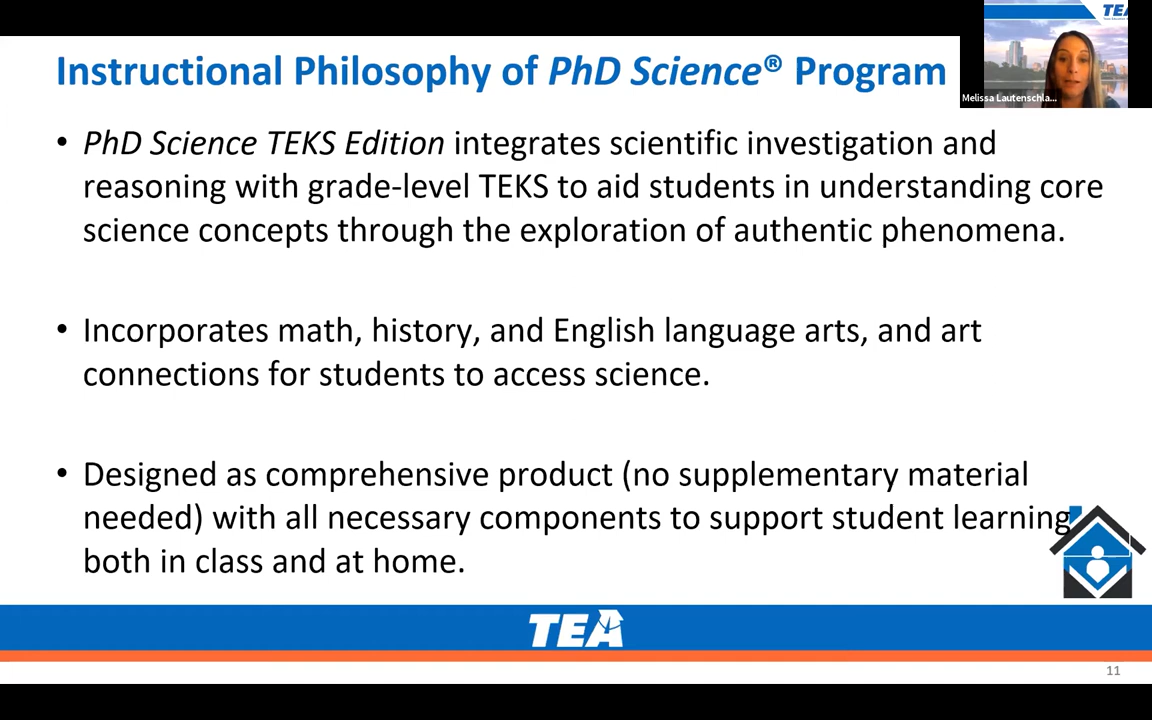 TEA
Instructional Philosophy of PhD Science® Program
Melissa Lautenschla...
• PhD Science TEKS Edition integrates scientific investigation and
reasoning with grade-level TEKS to aid students in understanding core
science concepts through the exploration of authentic phenomena.
• Incorporates math, history, and English language arts, and art
connections for students to access science.
• Designed as comprehensive product (no supplementary material
needed) with all necessary components to support student learning
both in class and at home.
TEA
11